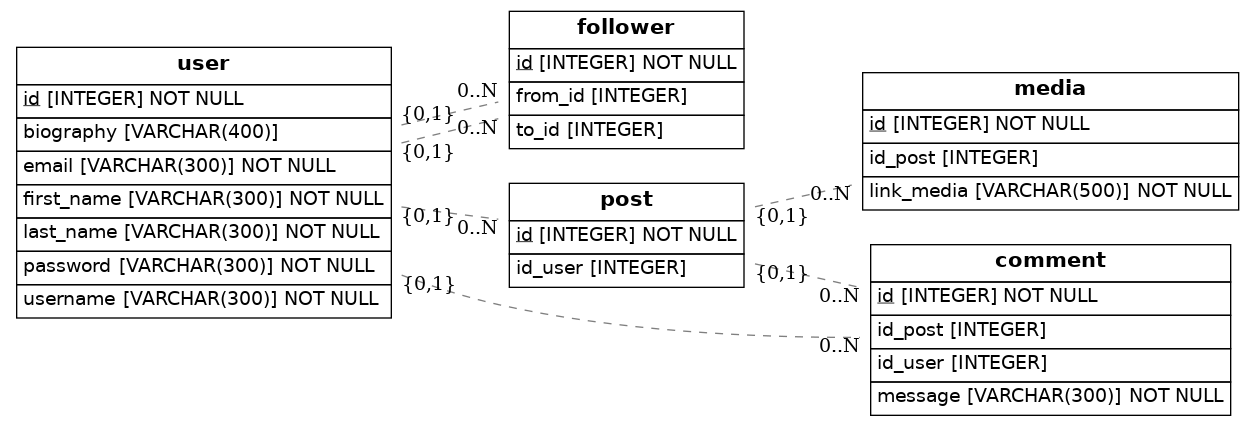 user
id [INTEGER] NOT NULL
biography [VARCHAR(400)]
email [VARCHAR(300)] NOT NULL
first_name [VARCHAR(300)] NOT NULL
last_name [VARCHAR(300)] NOT NULL
password [VARCHAR(300)] NOT NULL
username [VARCHAR(300)] NOT NULL
{0,1}
0..N
{0,1}
0..N
{0,1}
0..N
{0,1}
0..N
follower
id [INTEGER] NOT NULL
from_id [INTEGER]
to_id [INTEGER]
post
id [INTEGER] NOT NULL
id_user [INTEGER]
{0,1}
0..N
{0,1}
0..N
media
id [INTEGER] NOT NULL
id_post [INTEGER]
link_media [VARCHAR(500)] NOT NULL
comment
id [INTEGER] NOT NULL
id_post [INTEGER]
id_user [INTEGER]
message [VARCHAR(300)] NOT NULL